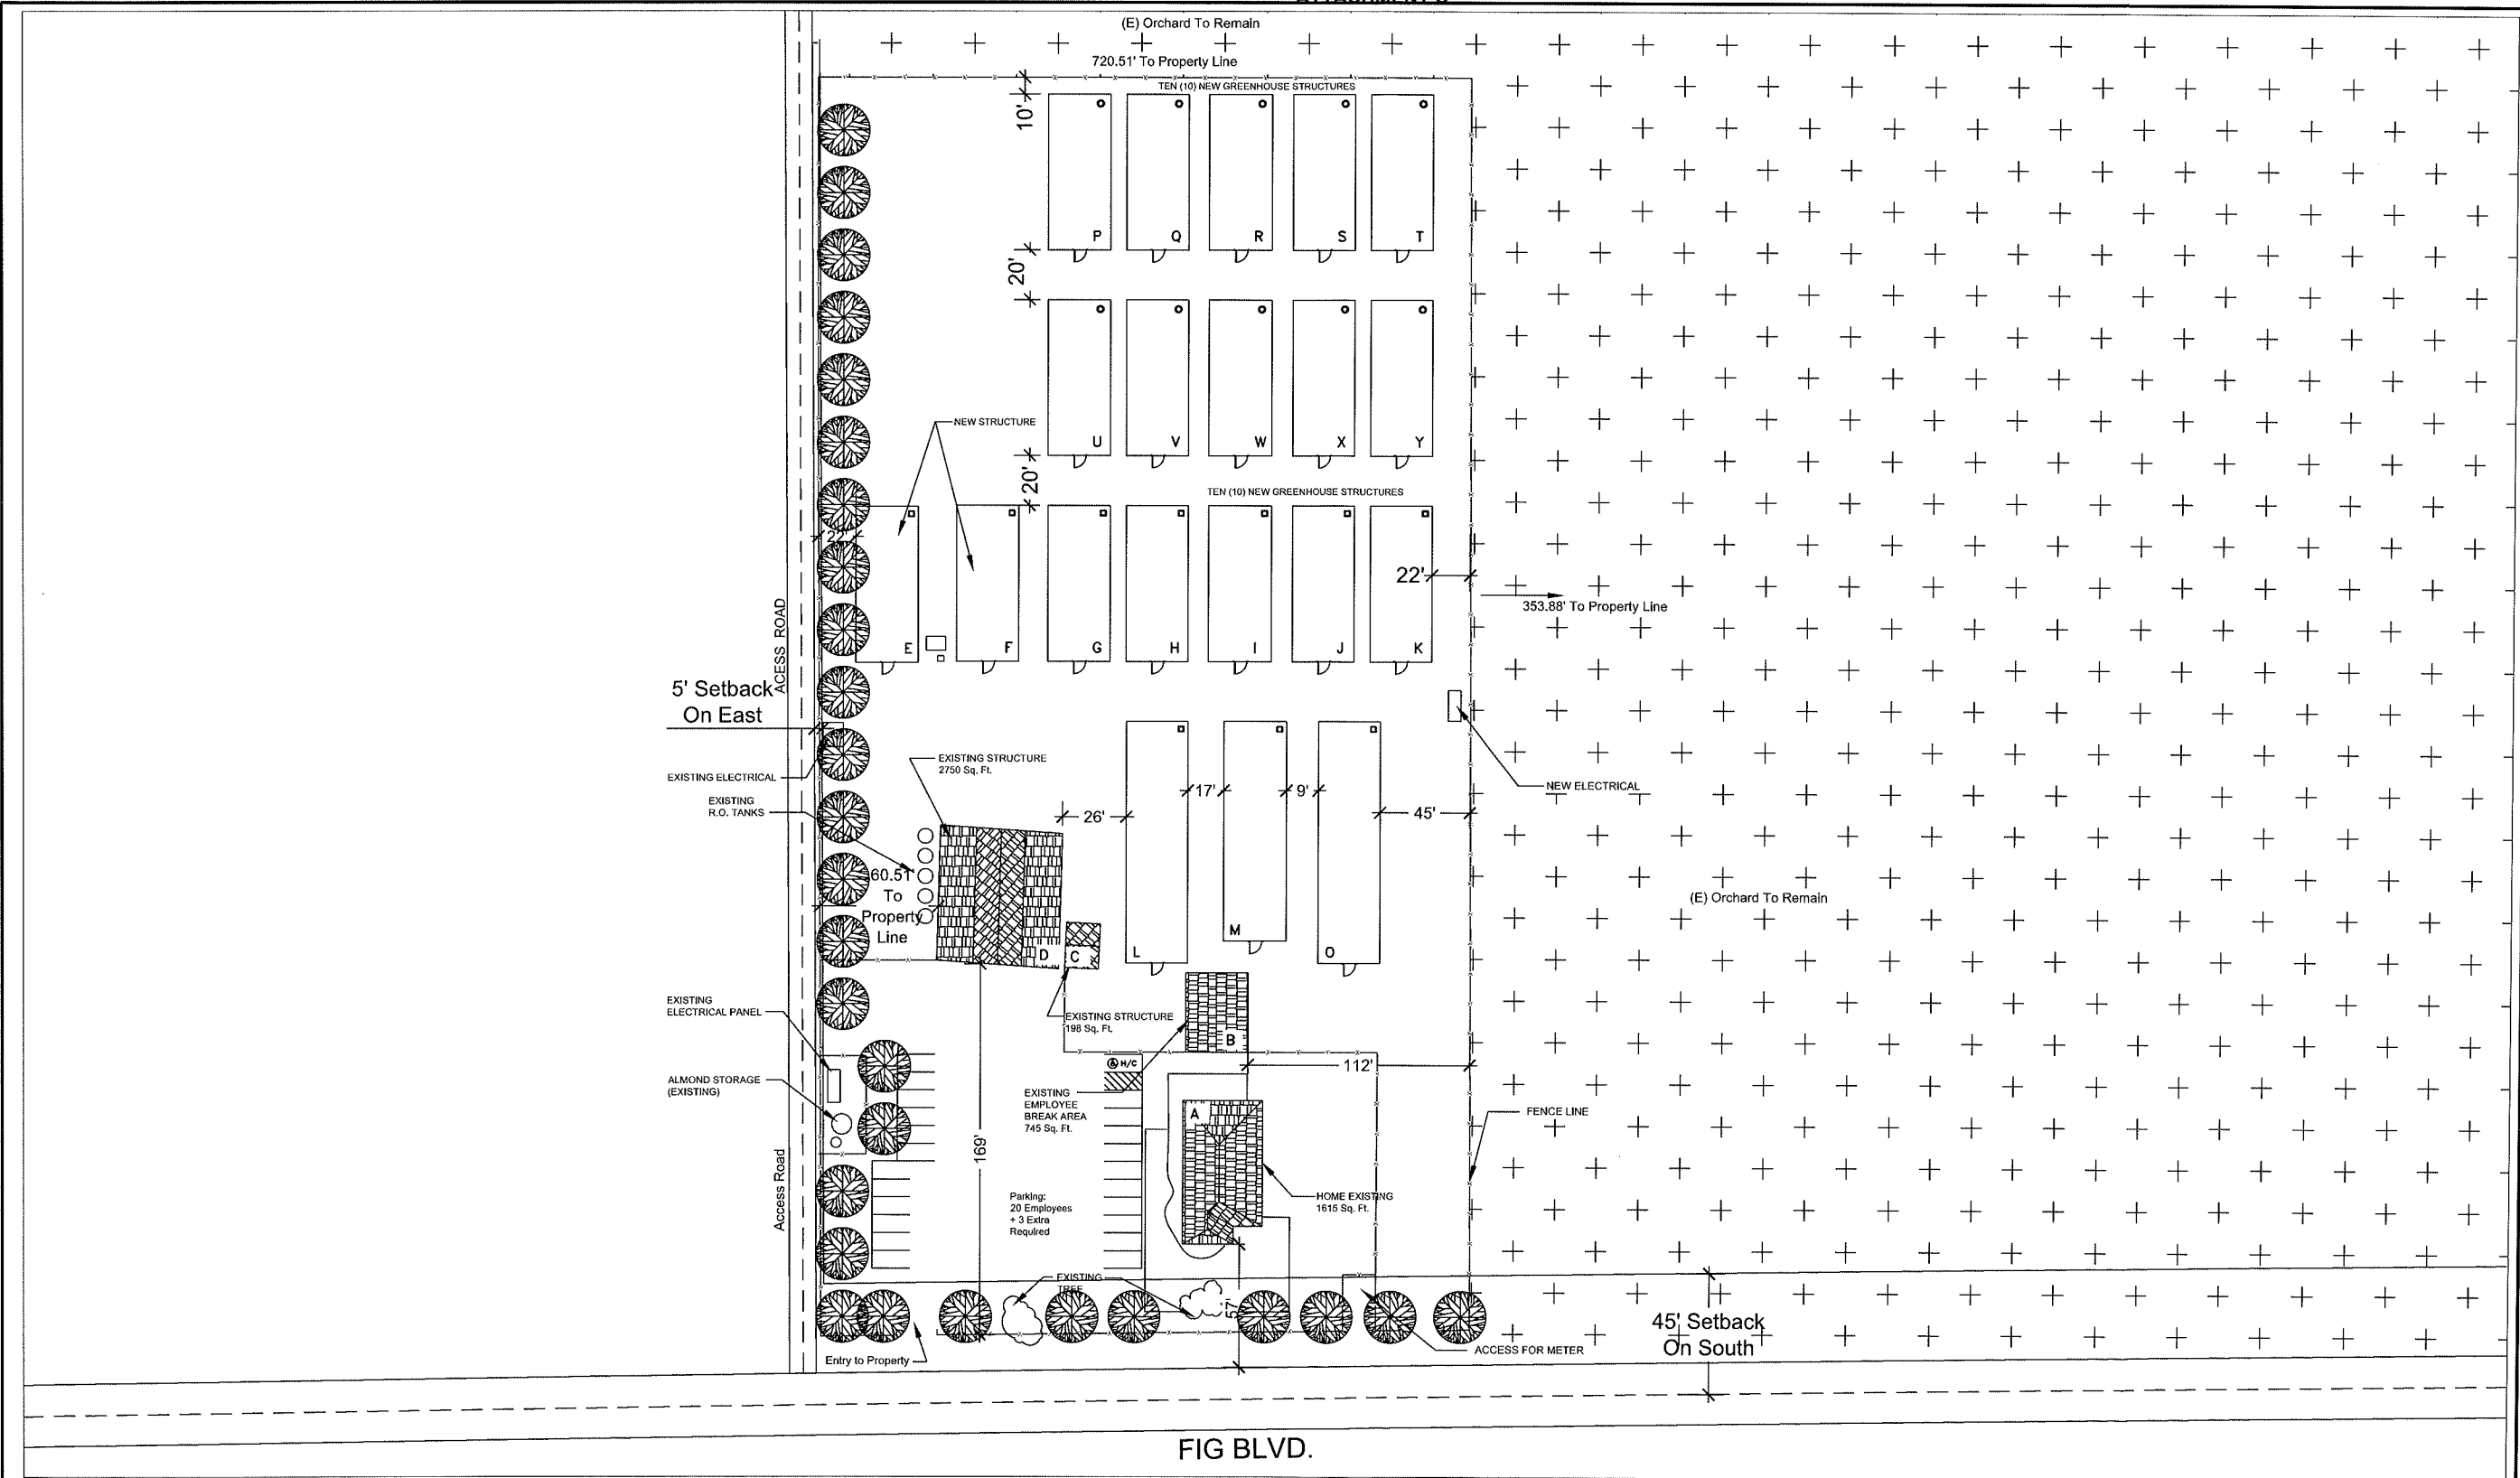 (E) Orchard To Remain
720.51' To Property Line
TEN (10) NEW GREENHOUSE STRUCTURES
10'
P
Q
R
S
T
20'
U
V
W
X
Y
NEW STRUCTURE
20'
TEN (10) NEW GREENHOUSE STRUCTURES
22'
E
F
G
H
I
J
K
22'
353.88' To Property Line
ACESS ROAD
5' Setback
On East
EXISTING ELECTRICAL
EXISTING
R.O. TANKS
EXISTING STRUCTURE
2750 Sq. Ft.
NEW ELECTRICAL
26'
17'
9'
45'
60.51'
To
Property
Line
D
C
L
M
O
(E) Orchard To Remain
EXISTING
ELECTRICAL PANEL
EXISTING STRUCTURE
198 Sq. Ft.
B
H/C
112'
ALMOND STORAGE
(EXISTING)
EXISTING
EMPLOYEE
BREAK AREA
745 Sq. Ft.
A
FENCE LINE
169'
Access Road
Parking:
20 Employees
+ 3 Extra
Required
HOME EXISTING
1615 Sq. Ft.
EXISTING
TREE
57'
45' Setback
On South
Entry to Property
ACCESS FOR METER
FIG BLVD.